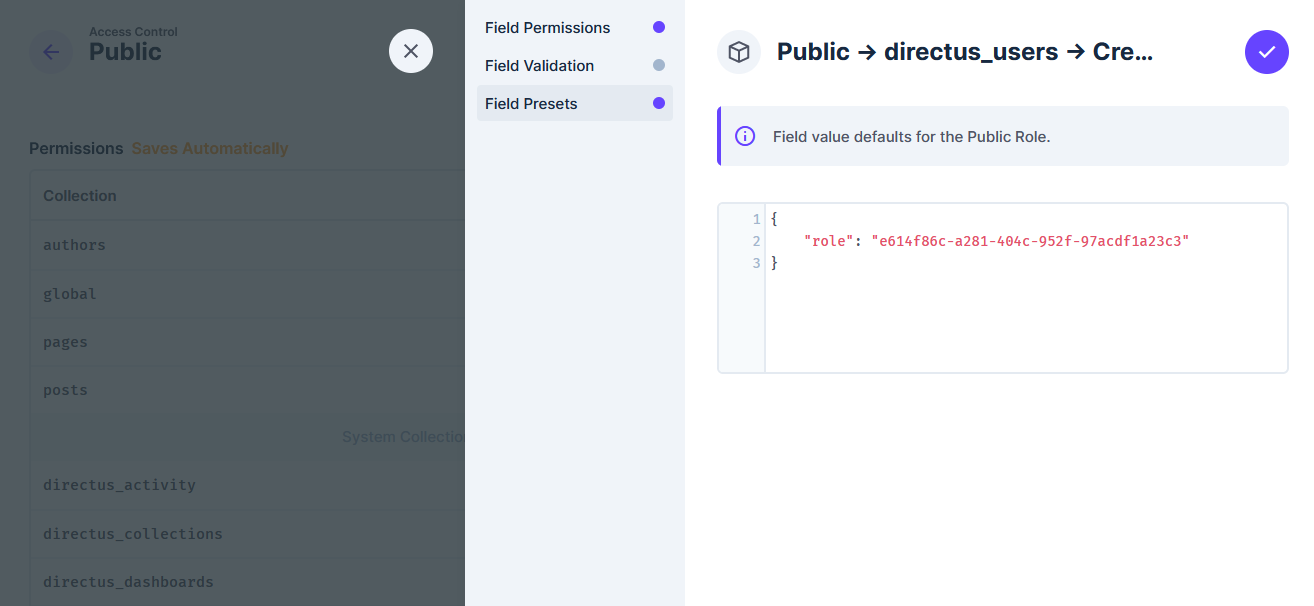 Access Control
Public
Permissions Saves Automatically
Collection
authors
global
pages
posts
System Collectio
directus_activity
directus_collections
directus_dashboards
Field Permissions
Field Validation
Field Presets
Public → directus_users → Cre...
Field value defaults for the Public Role.
1 {
2 "role": "e614f86c-a281-404c-952f-97acdf1a23c3"
3 }